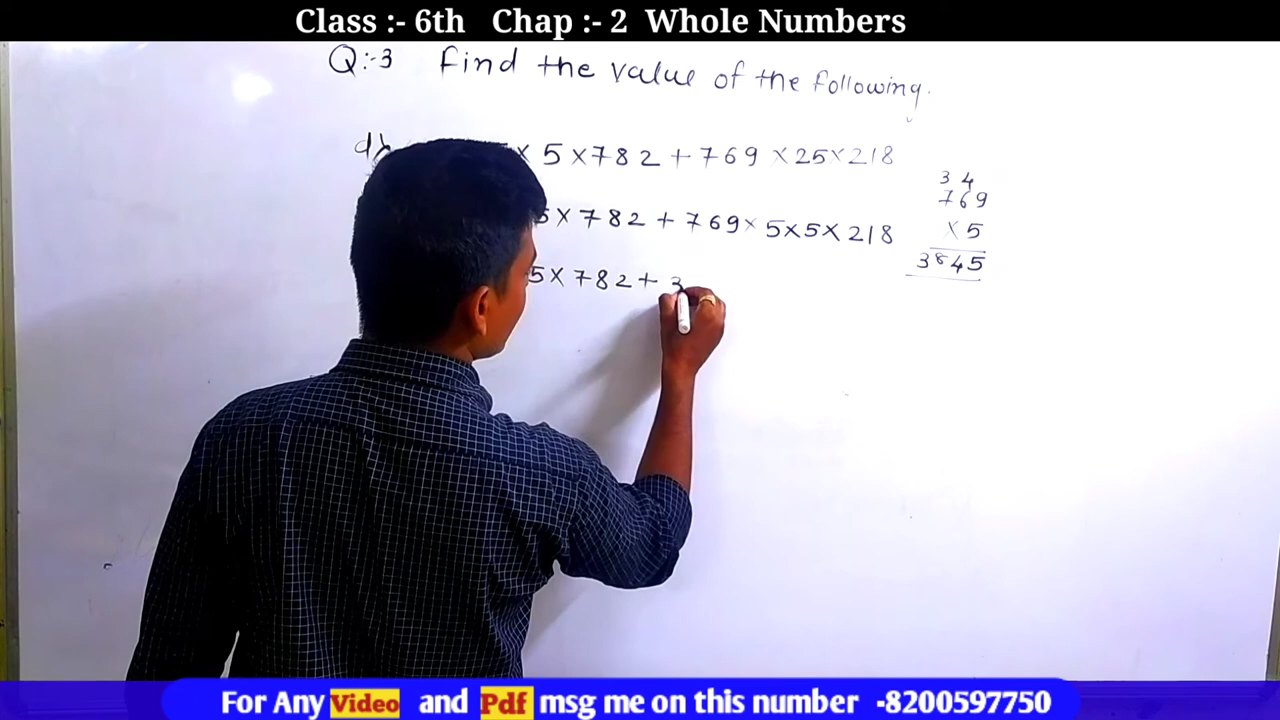 Class :- 6th Chap :- 2 Whole Numbers
Q:-3 Find the value of the following.
d) × 5 × 782 + 769 × 25 × 218
5 × 782 + 769 × 5 × 5 × 218
5 × 782 + 3
3 4
769
× 5
3845
For Any Video and Pdf msg me on this number -8200597750